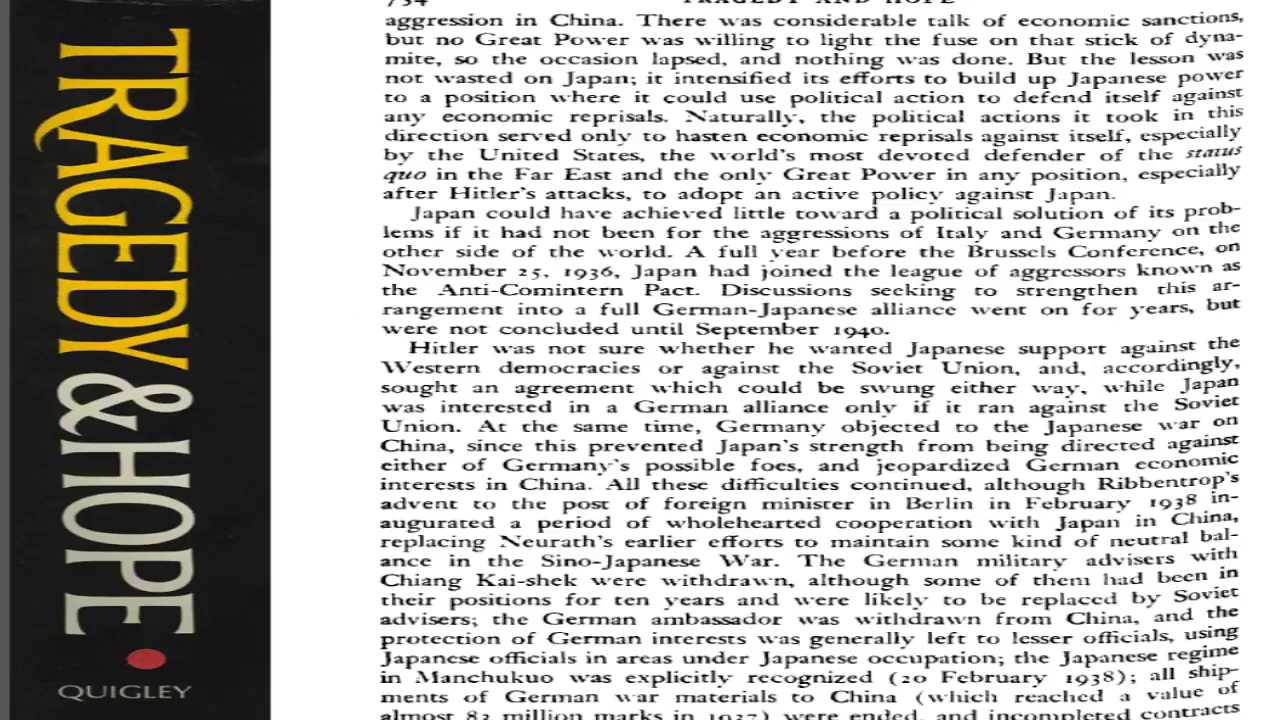 TRAGEDY & HOPE
QUIGLEY
734 TRAGEDY AND HOPE
aggression in China. There was considerable talk of economic sanctions,
but no Great Power was willing to light the fuse on that stick of dyna-
mite, so the occasion lapsed, and nothing was done. But the lesson was
not wasted on Japan; it intensified its efforts to build up Japanese power
to a position where it could use political action to defend itself against
any economic reprisals. Naturally, the political actions it took in this
direction served only to hasten economic reprisals against itself, especially
by the United States, the world's most devoted defender of the status
quo in the Far East and the only Great Power in any position, especially
after Hitler's attacks, to adopt an active policy against Japan.
Japan could have achieved little toward a political solution of its prob-
lems if it had not been for the aggressions of Italy and Germany on the
other side of the world. A full year before the Brussels Conference, on
November 25, 1936, Japan had joined the league of aggressors known as
the Anti-Comintern Pact. Discussions seeking to strengthen this ar-
rangement into a full German-Japanese alliance went on for years, but
were not concluded until September 1940.
Hitler was not sure whether he wanted Japanese support against the
Western democracies or against the Soviet Union, and, accordingly,
sought an agreement which could be swung either way, while Japan
was interested in a German alliance only if it ran against the Soviet
Union. At the same time, Germany objected to the Japanese war on
China, since this prevented Japan's strength from being directed against
either of Germany's possible foes, and jeopardized German economic
interests in China. All these difficulties continued, although Ribbentrop's
advent to the post of foreign minister in Berlin in February 1938 in-
augurated a period of wholehearted cooperation with Japan in China,
replacing Neurath's earlier efforts to maintain some kind of neutral bal-
ance in the Sino-Japanese War. The German military advisers with
Chiang Kai-shek were withdrawn, although some of them had been in
their positions for ten years and were likely to be replaced by Soviet
advisers; the German ambassador was withdrawn from China, and the
protection of German interests was generally left to lesser officials, using
Japanese officials in areas under Japanese occupation; the Japanese regime
in Manchukuo was explicitly recognized (20 February 1938); all ship-
ments of German war materials to China (which reached a value of
almost 83 million marks in 1937) were ended, and incompleted contracts